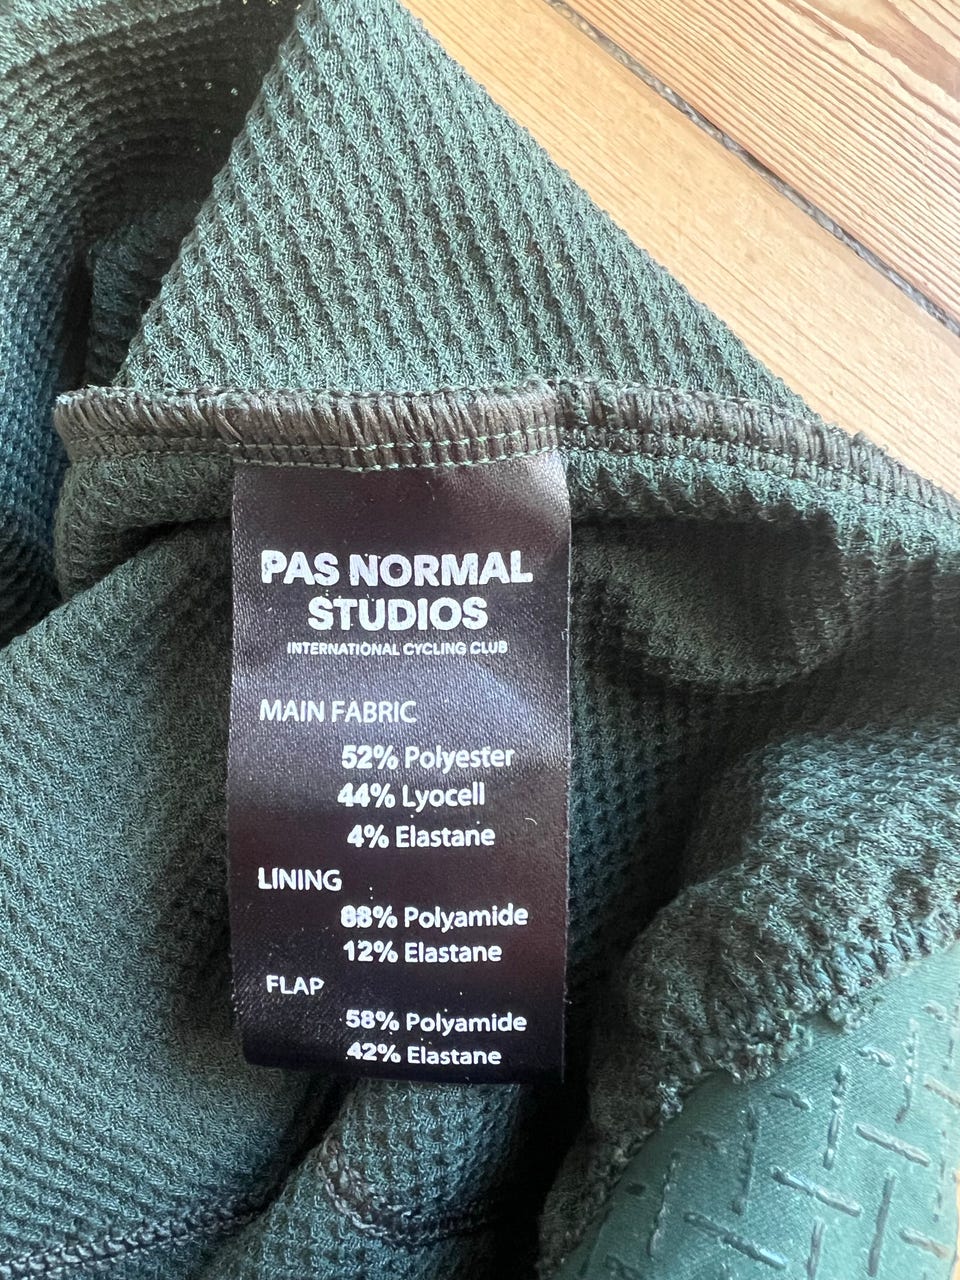 PAS NORMAL
STUDIOS
INTERNATIONAL CYCLING CLUB
MAIN FABRIC
52% Polyester
44% Lyocell
4% Elastane
LINING
88% Polyamide
12% Elastane
FLAP
58% Polyamide
42% Elastane